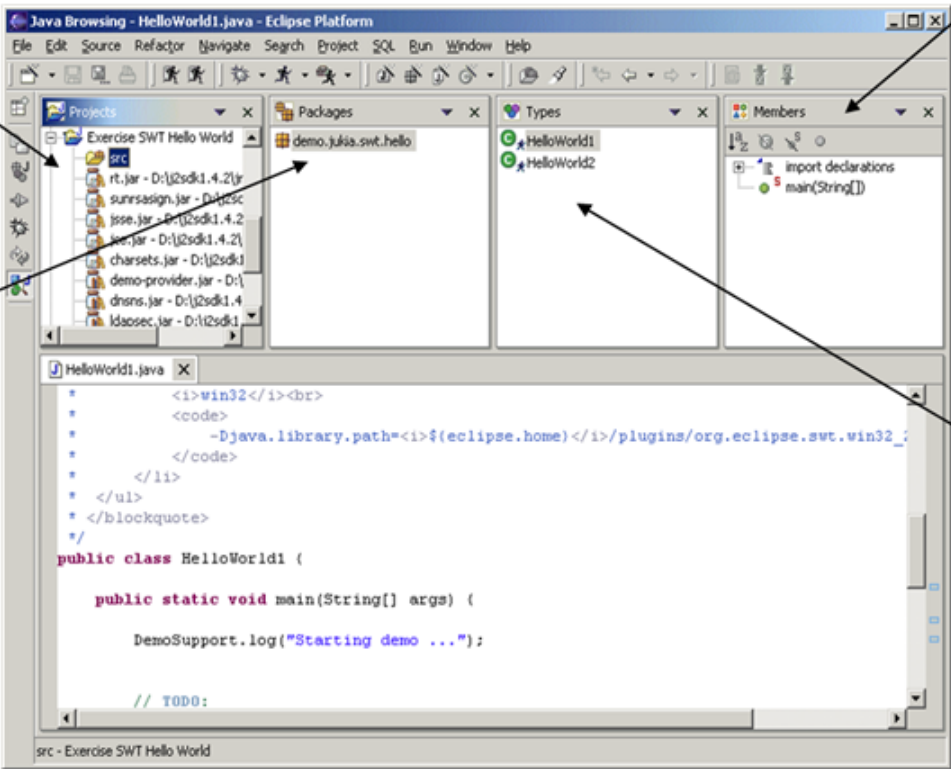 Java Browsing - HelloWorld1.java - Eclipse Platform
File Edit Source Refactor Navigate Search Project SQL Run Window Help
Projects
Packages
Types
Members
Exercise SWT Hello World
src
rt.jar - D:\j2sdk1.4.2\jr
sunrsasign.jar - D:\j2sc
jsse.jar - D:\j2sdk1.4.2
jce.jar - D:\j2sdk1.4.2\
charsets.jar - D:\j2sdk1
demo-provider.jar - D:\
dnsns.jar - D:\j2sdk1.4
ldapsec.jar - D:\j2sdk1
demo.jukia.swt.hello
HelloWorld1
HelloWorld2
import declarations
main(String[])
HelloWorld1.java
* <i>win32</i><br>
* <code>
* -Djava.library.path=<i>$(eclipse.home)</i>/plugins/org.eclipse.swt.win32_2
* </code>
* </li>
* </ul>
* </blockquote>
*/
public class HelloWorld1 {
public static void main(String[] args) {
DemoSupport.log("Starting demo ...");
// TODO:
src - Exercise SWT Hello World